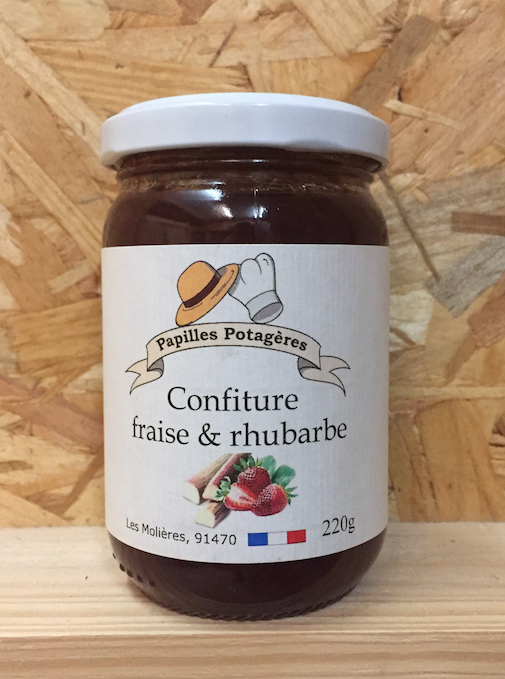 Papilles Potagères
Confiture
fraise & rhubarbe
Les Molières, 91470
220g